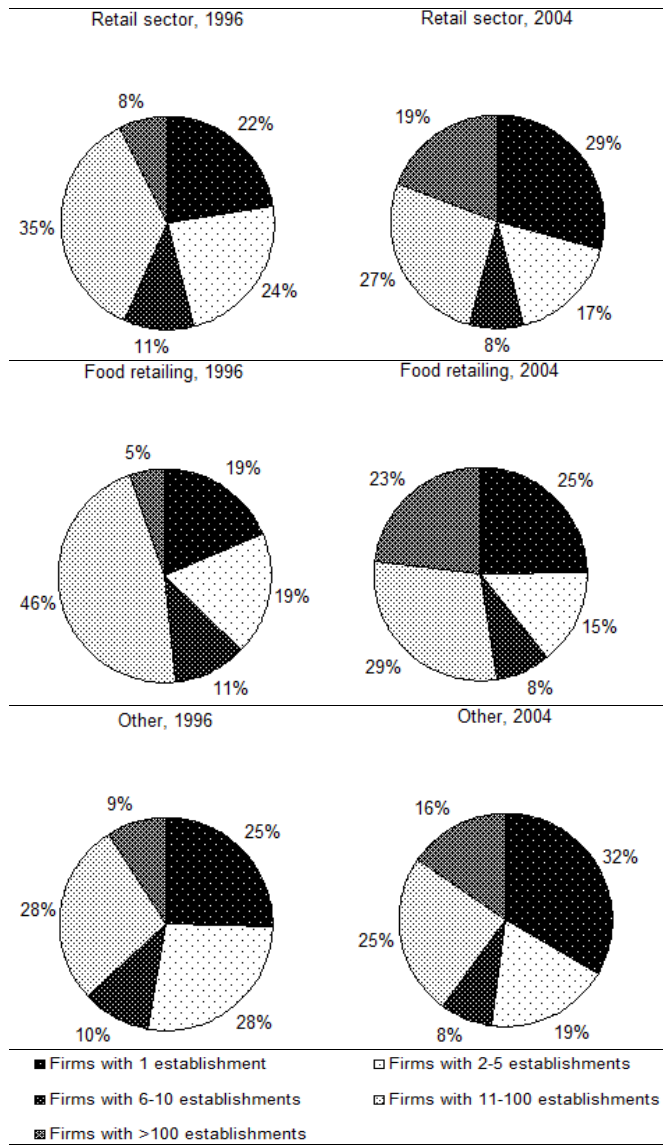 Retail sector, 1996
Retail sector, 2004
8%
22%
35%
24%
11%
19%
29%
27%
17%
8%
Food retailing, 1996
Food retailing, 2004
5%
19%
46%
19%
11%
23%
25%
29%
15%
8%
Other, 1996
Other, 2004
9%
25%
28%
28%
10%
16%
32%
25%
19%
8%
Firms with 1 establishment
Firms with 2-5 establishments
Firms with 6-10 establishments
Firms with 11-100 establishments
Firms with >100 establishments